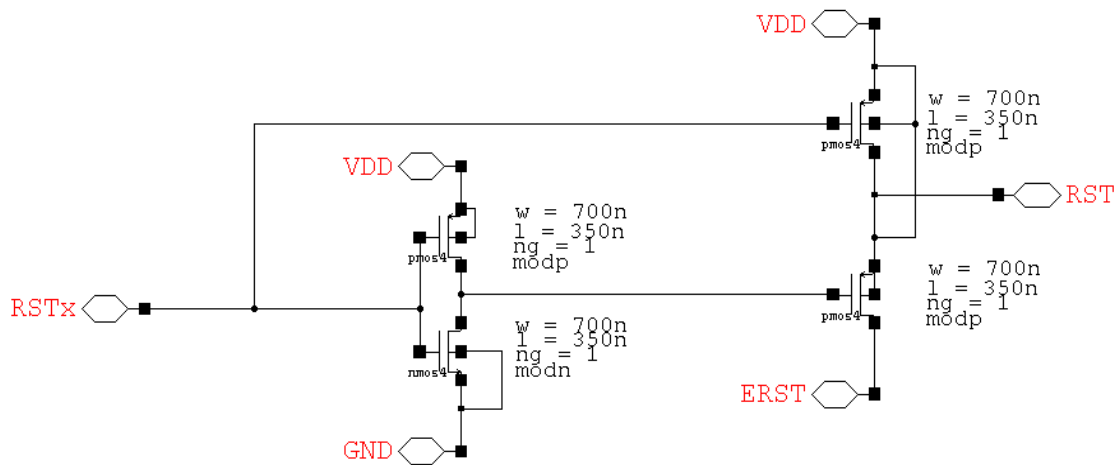 VDD
w = 700n
l = 350n
ng = 1
modp
pmos4
VDD
RST
w = 700n
l = 350n
ng = 1
modp
pmos4
w = 700n
l = 350n
ng = 1
modp
pmos4
RSTx
w = 700n
l = 350n
ng = 1
modn
nmos4
ERST
GND